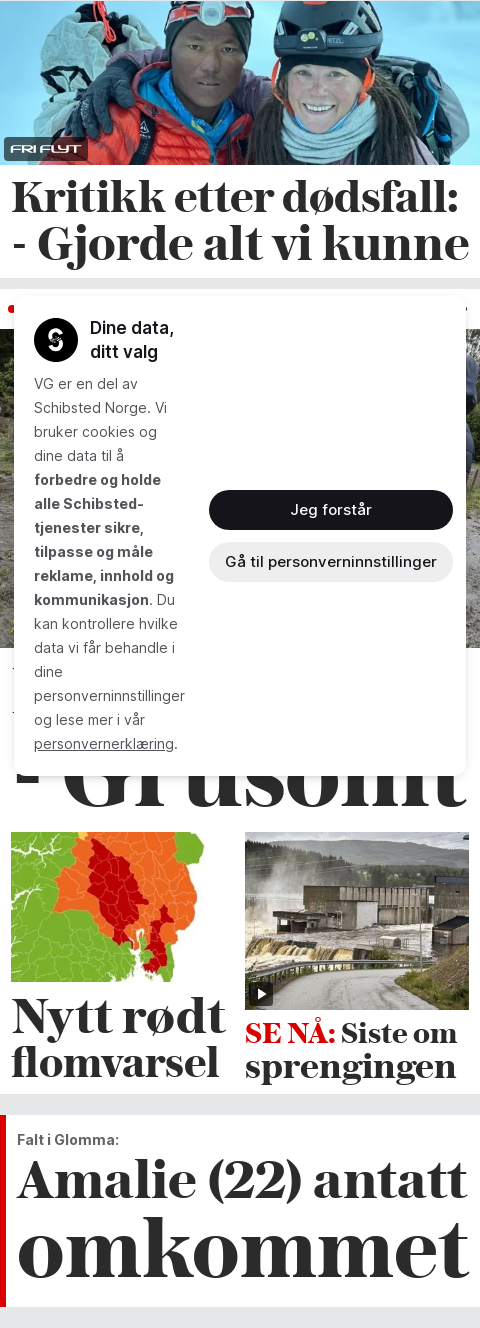 PETZL
FRI FLYT
Kritikk etter dødsfall:
- Gjorde alt vi kunne
Dine data,
ditt valg
VG er en del av
Schibsted Norge. Vi
bruker cookies og
dine data til å
forbedre og holde
alle Schibsted-
tjenester sikre,
tilpasse og måle
reklame, innhold og
kommunikasjon. Du
kan kontrollere hvilke
data vi får behandle i
dine
personverninnstillinger
og lese mer i vår
personvernerklæring.
Jeg forstår
Gå til personverninnstillinger
- Grusomt
Nytt rødt
flomvarsel
SE NÅ: Siste om
sprengingen
Falt i Glomma:
Amalie (22) antatt
omkommet